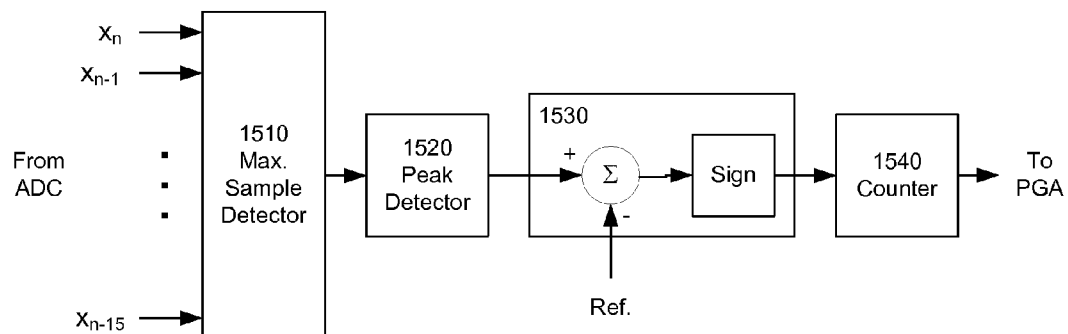 xn
xn-1
From
ADC
xn-15
1510
Max.
Sample
Detector
1520
Peak
Detector
1530
+
Σ
-
Ref.
Sign
1540
Counter
To
PGA